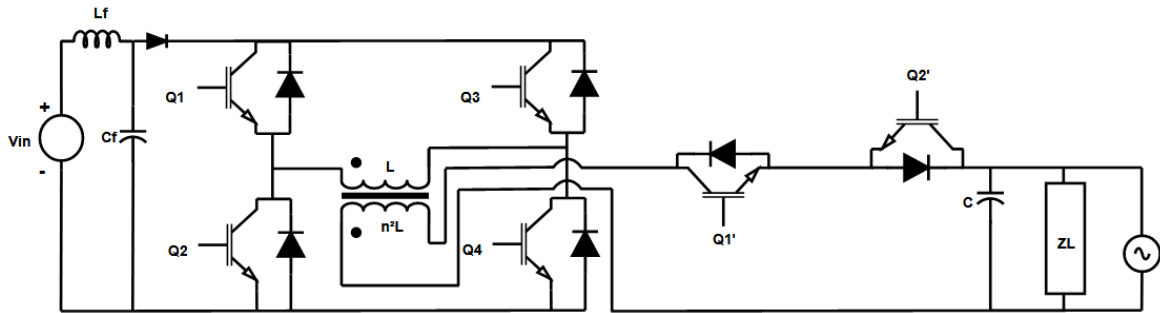 Lf
Q2'
Q1
Q3
+
Vin
-
Cf
L
n²L
C
Q1'
Q2
Q4
ZL